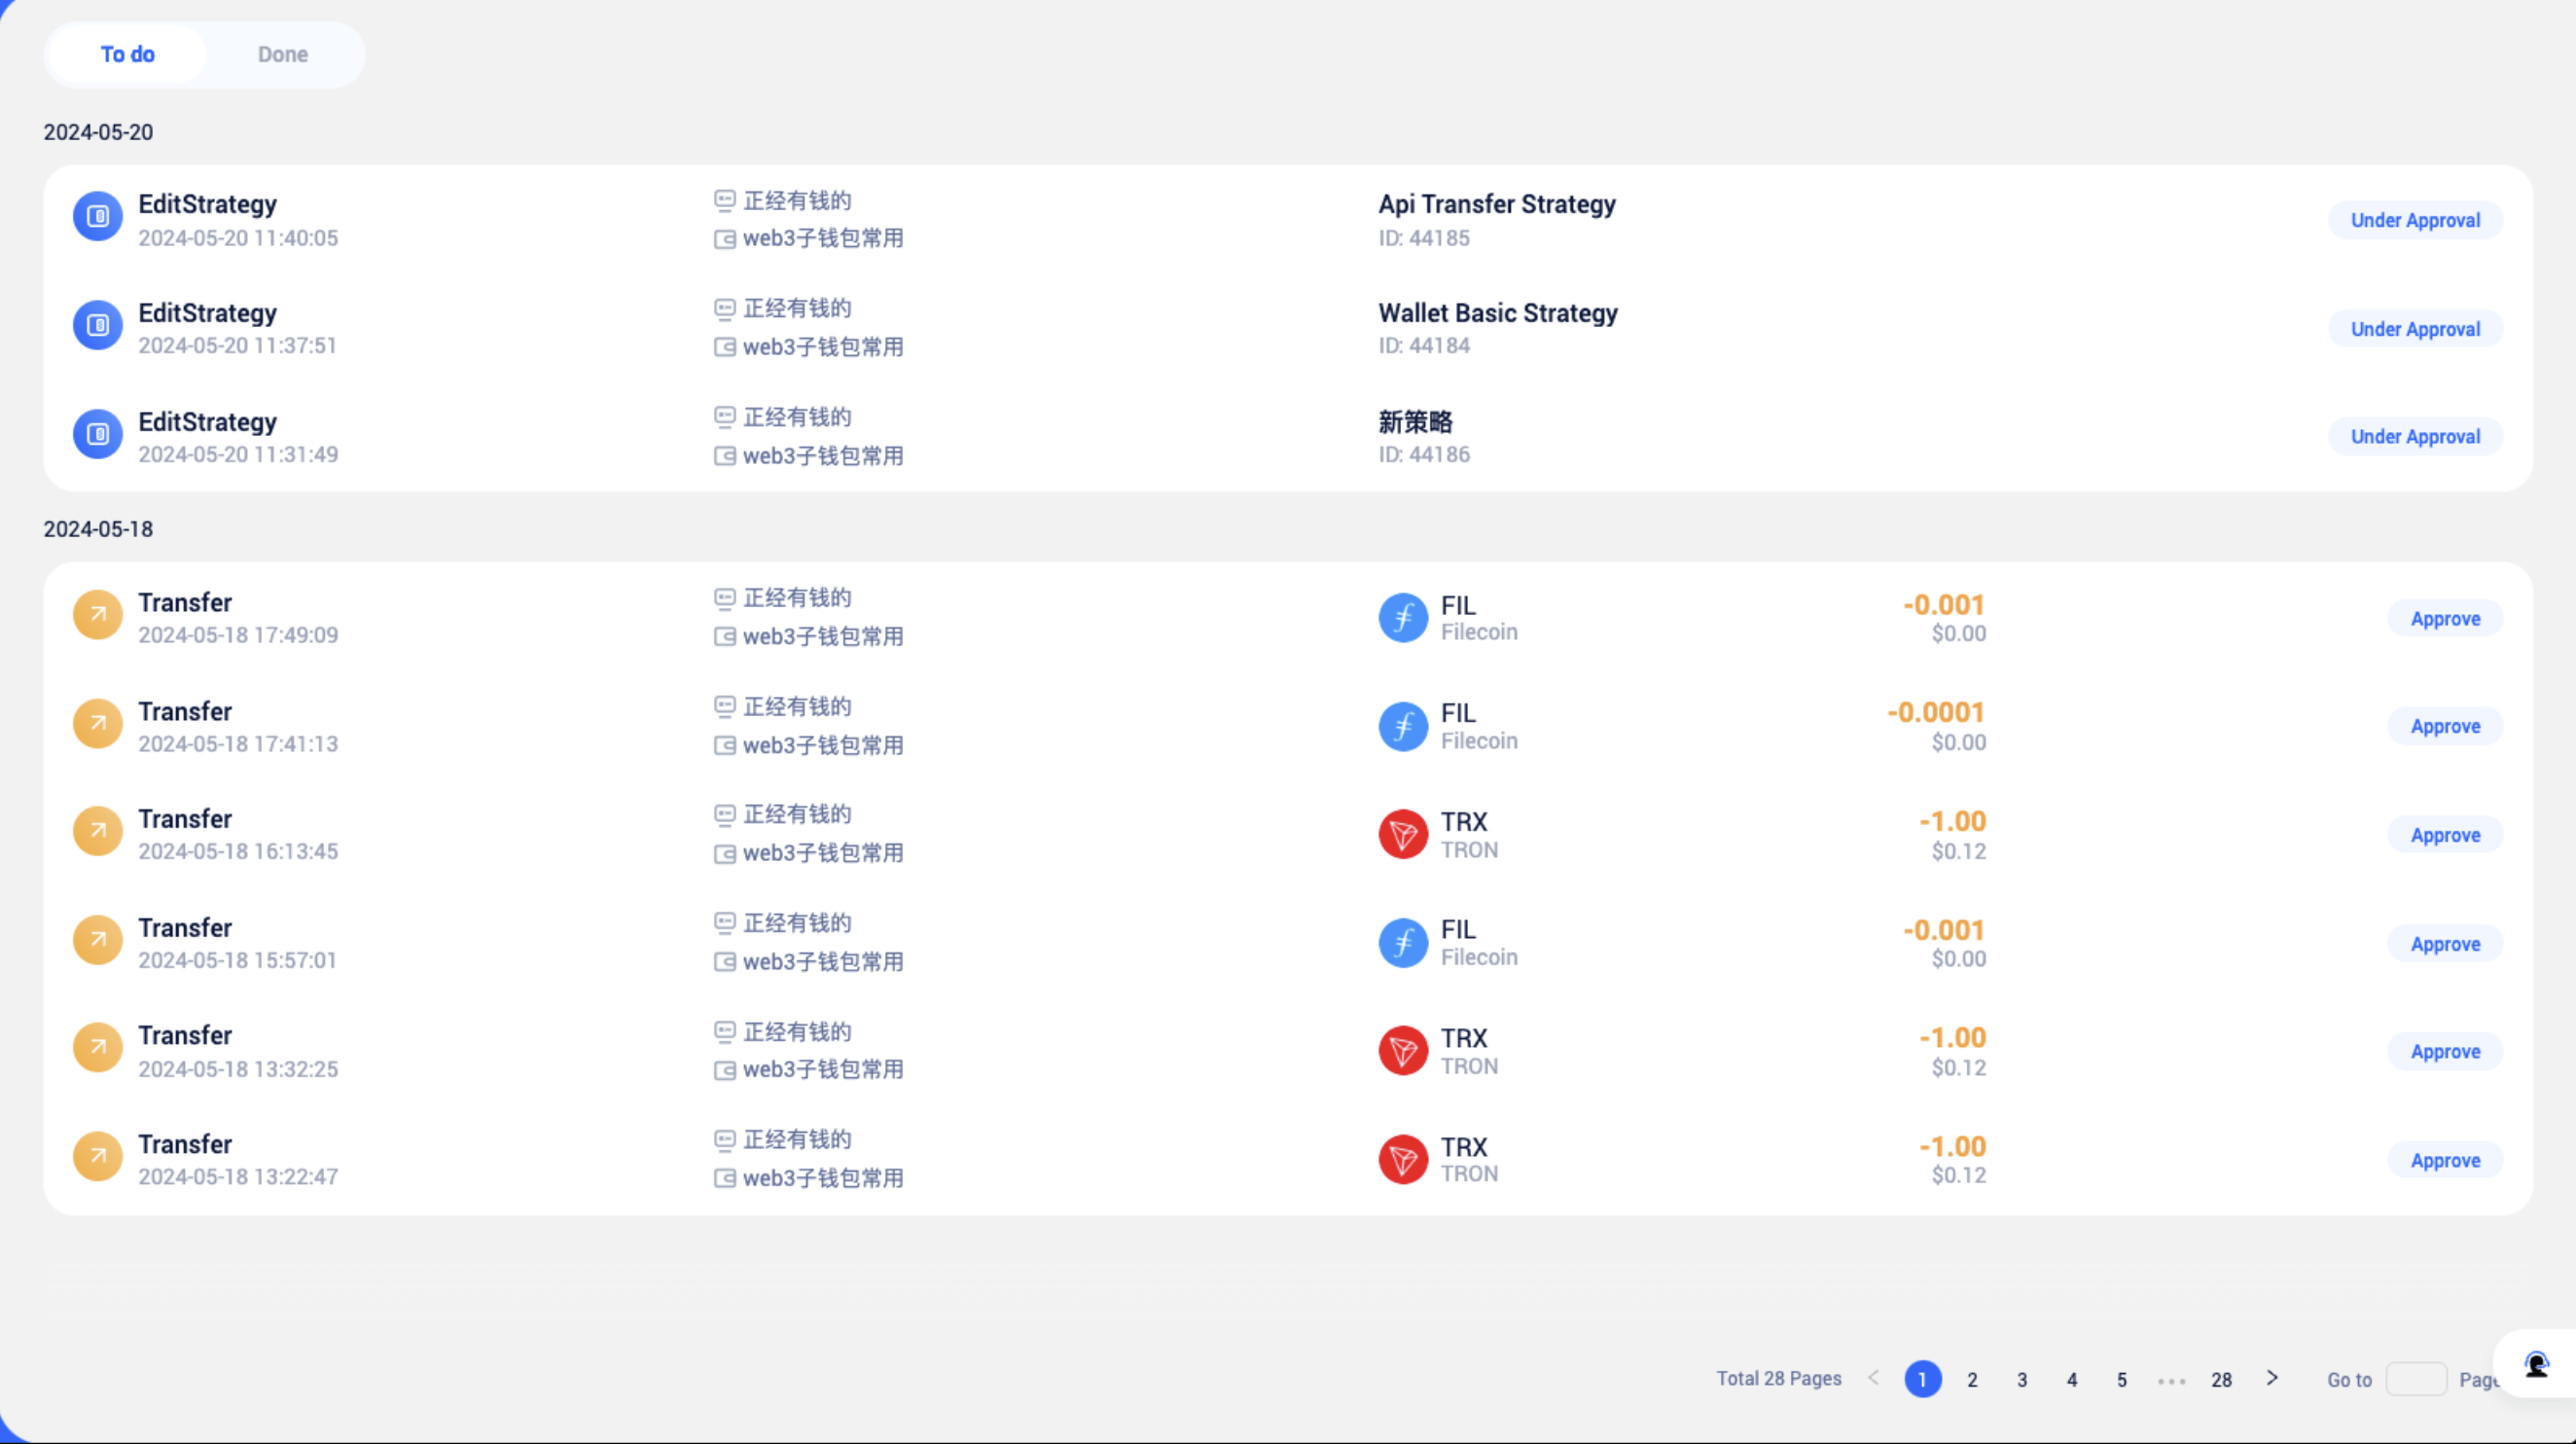 To do
Done
2024-05-20
EditStrategy
2024-05-20 11:40:05
正经有钱的
web3子钱包常用
Api Transfer Strategy
ID: 44185
Under Approval
EditStrategy
2024-05-20 11:37:51
正经有钱的
web3子钱包常用
Wallet Basic Strategy
ID: 44184
Under Approval
EditStrategy
2024-05-20 11:31:49
正经有钱的
web3子钱包常用
新策略
ID: 44186
Under Approval
2024-05-18
Transfer
2024-05-18 17:49:09
正经有钱的
web3子钱包常用
FIL
Filecoin
-0.001
$0.00
Approve
Transfer
2024-05-18 17:41:13
正经有钱的
web3子钱包常用
FIL
Filecoin
-0.0001
$0.00
Approve
Transfer
2024-05-18 16:13:45
正经有钱的
web3子钱包常用
TRX
TRON
-1.00
$0.12
Approve
Transfer
2024-05-18 15:57:01
正经有钱的
web3子钱包常用
FIL
Filecoin
-0.001
$0.00
Approve
Transfer
2024-05-18 13:32:25
正经有钱的
web3子钱包常用
TRX
TRON
-1.00
$0.12
Approve
Transfer
2024-05-18 13:22:47
正经有钱的
web3子钱包常用
TRX
TRON
-1.00
$0.12
Approve
Total 28 Pages < 1 2 3 4 5 ••• 28 > Go to